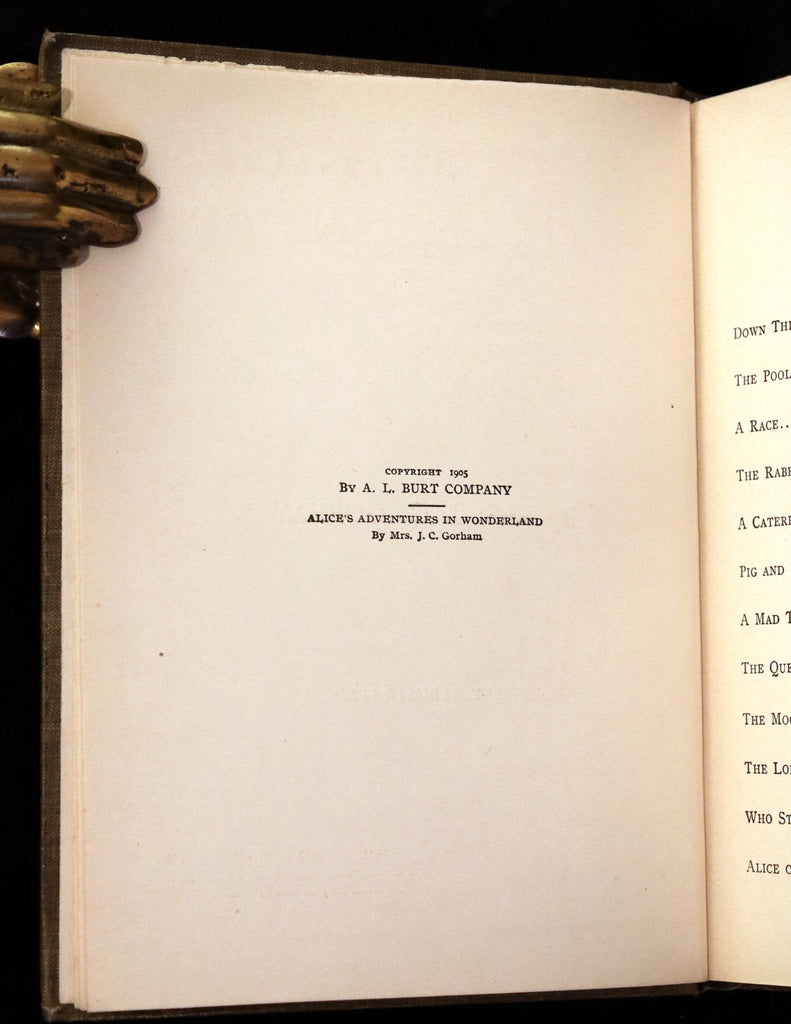 COPYRIGHT 1905
By A. L. BURT COMPANY
ALICE'S ADVENTURES IN WONDERLAND
By Mrs. J. C. Gorham
DOWN THE
THE POOL
A RACE..
THE RABB
A CATERP
PIG AND
A MAD T
THE QUE
THE MOC
THE LO
WHO ST
ALICE